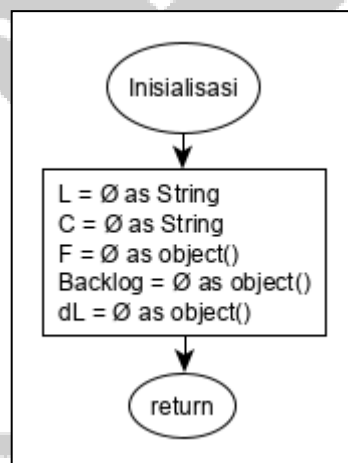 Inisialisasi
L = Ø as String
C = Ø as String
F = Ø as object()
Backlog = Ø as object()
dL = Ø as object()
return